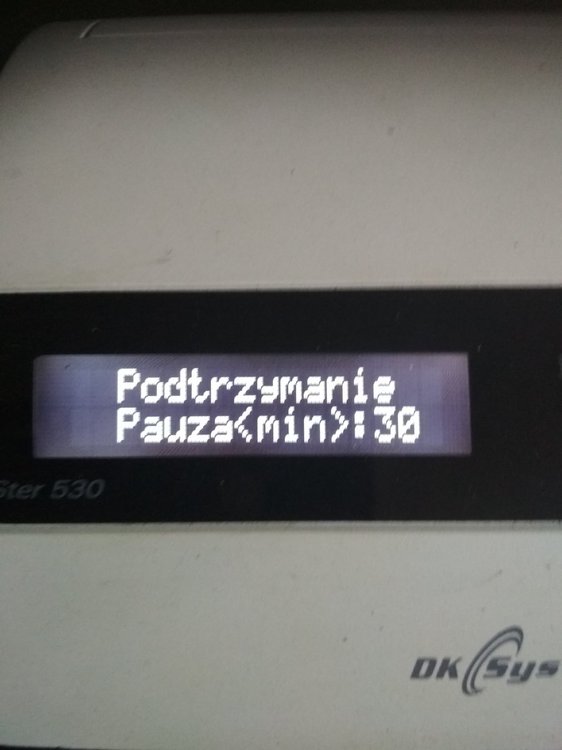 Podtrzymanie
Pauza<min>:30
Ster 530
DK Sys